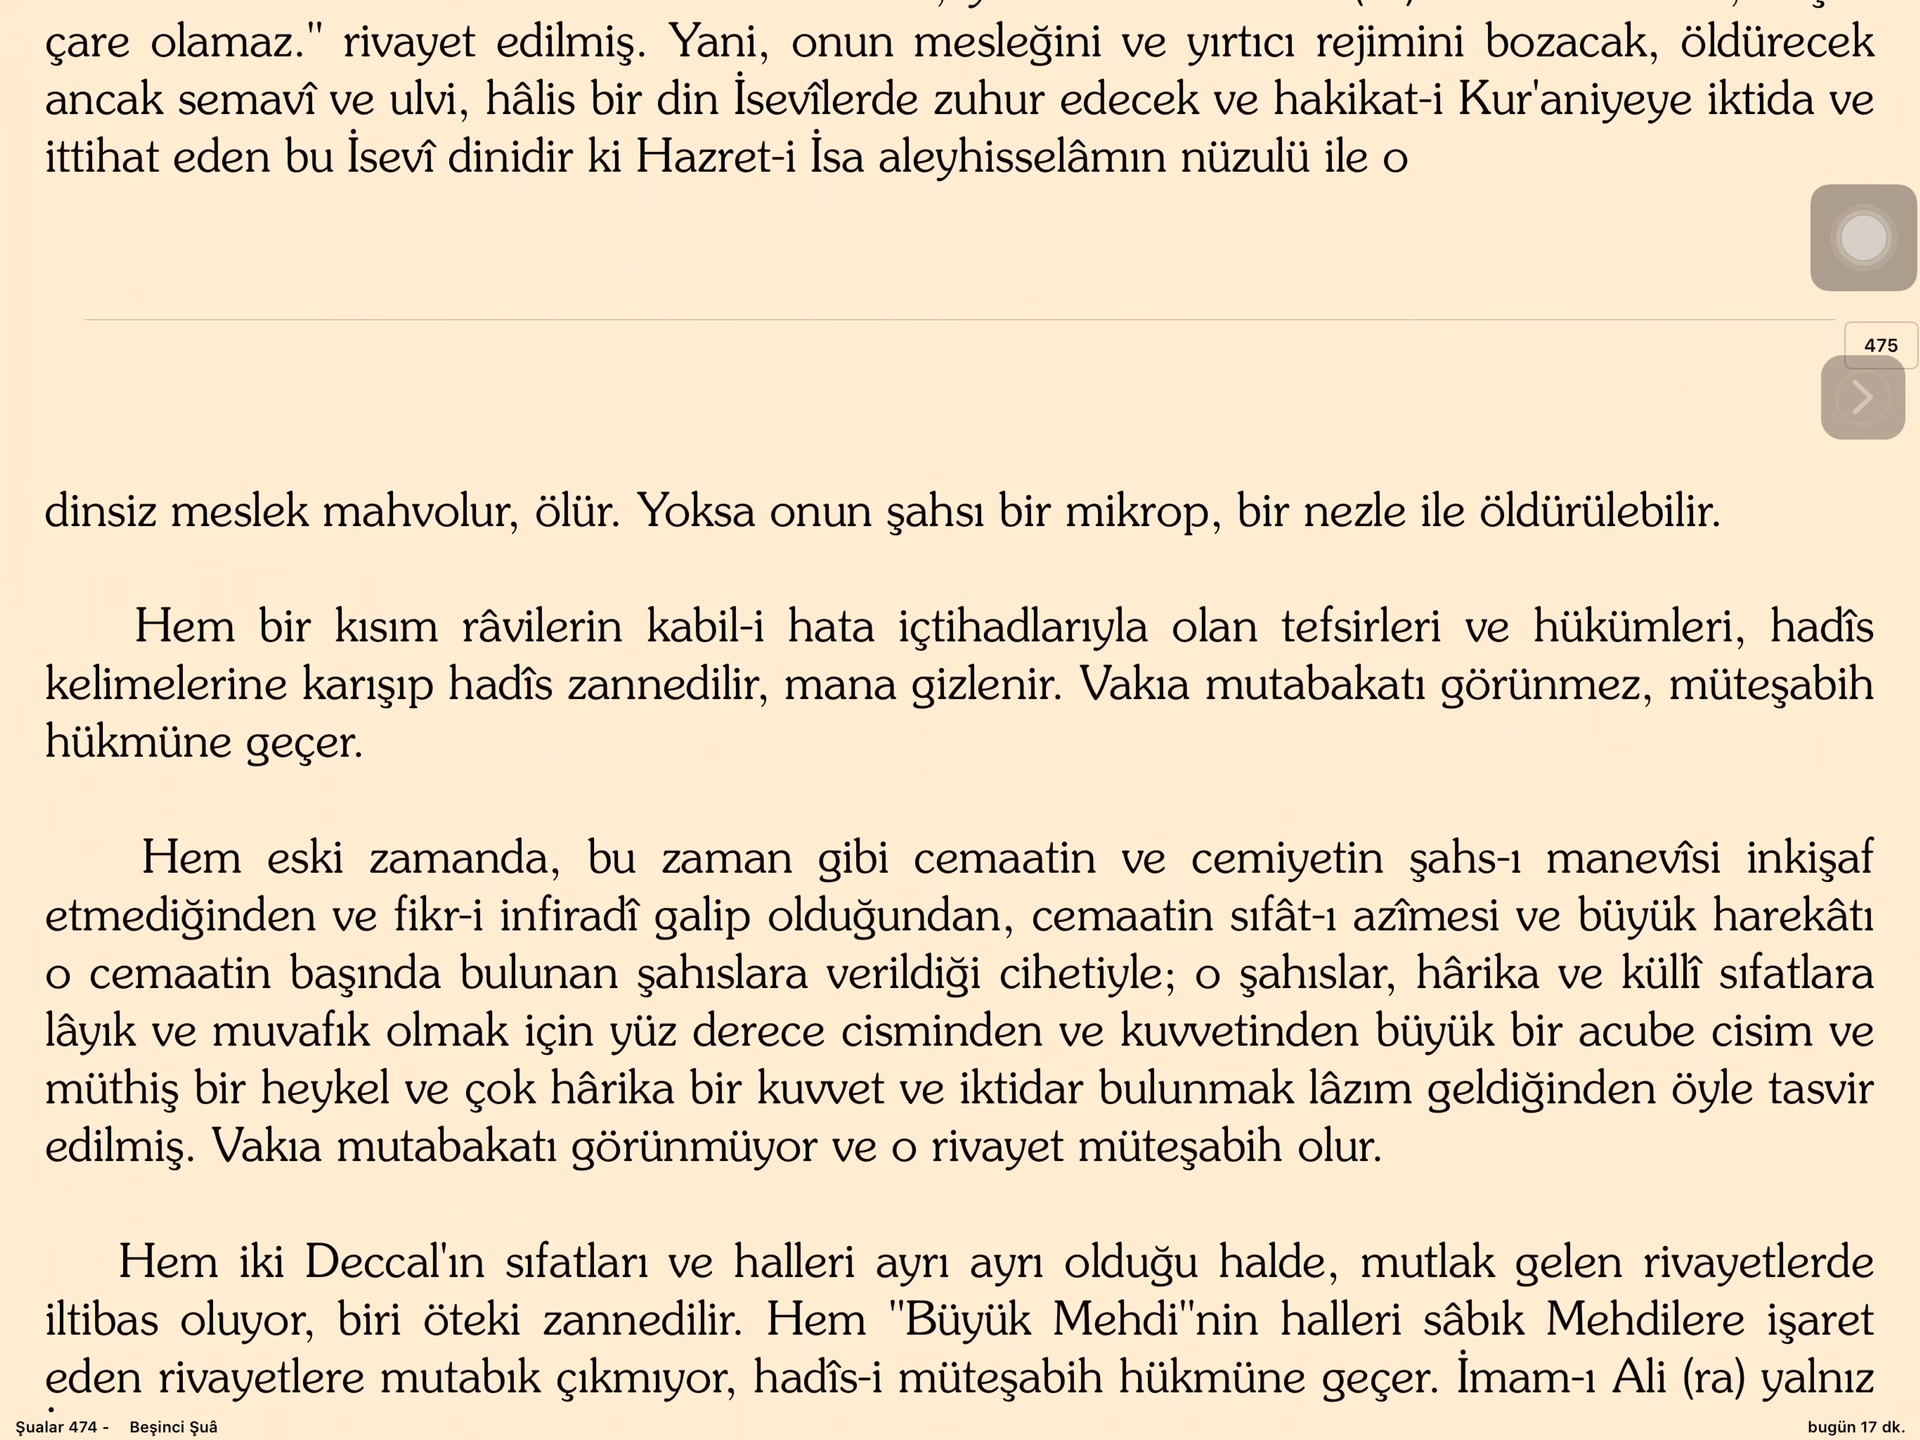 çare olamaz." rivayet edilmiş. Yani, onun mesleğini ve yırtıcı rejimini bozacak, öldürecek
ancak semavî ve ulvi, hâlis bir din İsevîlerde zuhur edecek ve hakikat-i Kur'aniyeye iktida ve
ittihat eden bu İsevî dinidir ki Hazret-i İsa aleyhisselâmın nüzulü ile o
475
dinsiz meslek mahvolur, ölür. Yoksa onun şahsı bir mikrop, bir nezle ile öldürülebilir.
Hem bir kısım râvilerin kabil-i hata içtihadlarıyla olan tefsirleri ve hükümleri, hadîs
kelimelerine karışıp hadîs zannedilir, mana gizlenir. Vakıa mutabakatı görünmez, müteşabih
hükmüne geçer.
Hem eski zamanda, bu zaman gibi cemaatin ve cemiyetin şahs-ı manevîsi inkişaf
etmediğinden ve fikr-i infiradî galip olduğundan, cemaatin sıfât-ı azîmesi ve büyük harekâtı
o cemaatin başında bulunan şahıslara verildiği cihetiyle; o şahıslar, hârika ve küllî sıfatlara
lâyık ve muvafık olmak için yüz derece cisminden ve kuvvetinden büyük bir acube cisim ve
müthiş bir heykel ve çok hârika bir kuvvet ve iktidar bulunmak lâzım geldiğinden öyle tasvir
edilmiş. Vakıa mutabakatı görünmüyor ve o rivayet müteşabih olur.
Hem iki Deccal'ın sıfatları ve halleri ayrı ayrı olduğu halde, mutlak gelen rivayetlerde
iltibas oluyor, biri öteki zannedilir. Hem "Büyük Mehdi"nin halleri sâbık Mehdilere işaret
eden rivayetlere mutabık çıkmıyor, hadîs-i müteşabih hükmüne geçer. İmam-ı Ali (ra) yalnız
Şualar 474 - Beşinci Şuâ
bugün 17 dk.